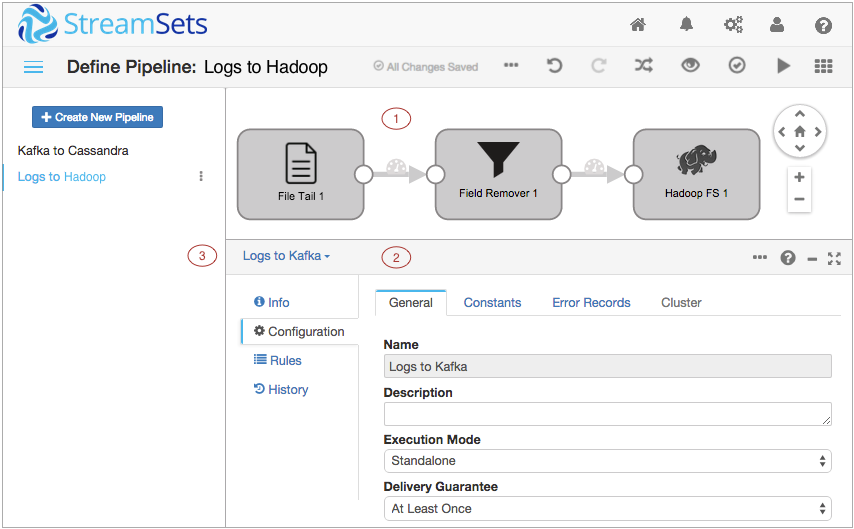 StreamSets
Define Pipeline: Logs to Hadoop
All Changes Saved
Create New Pipeline
Kafka to Cassandra
Logs to Hadoop
1
File Tail 1
Field Remover 1
Hadoop FS 1
3
Logs to Kafka
2
Info
Configuration
Rules
History
General Constants Error Records Cluster
Name
Logs to Kafka
Description
Execution Mode
Standalone
Delivery Guarantee
At Least Once